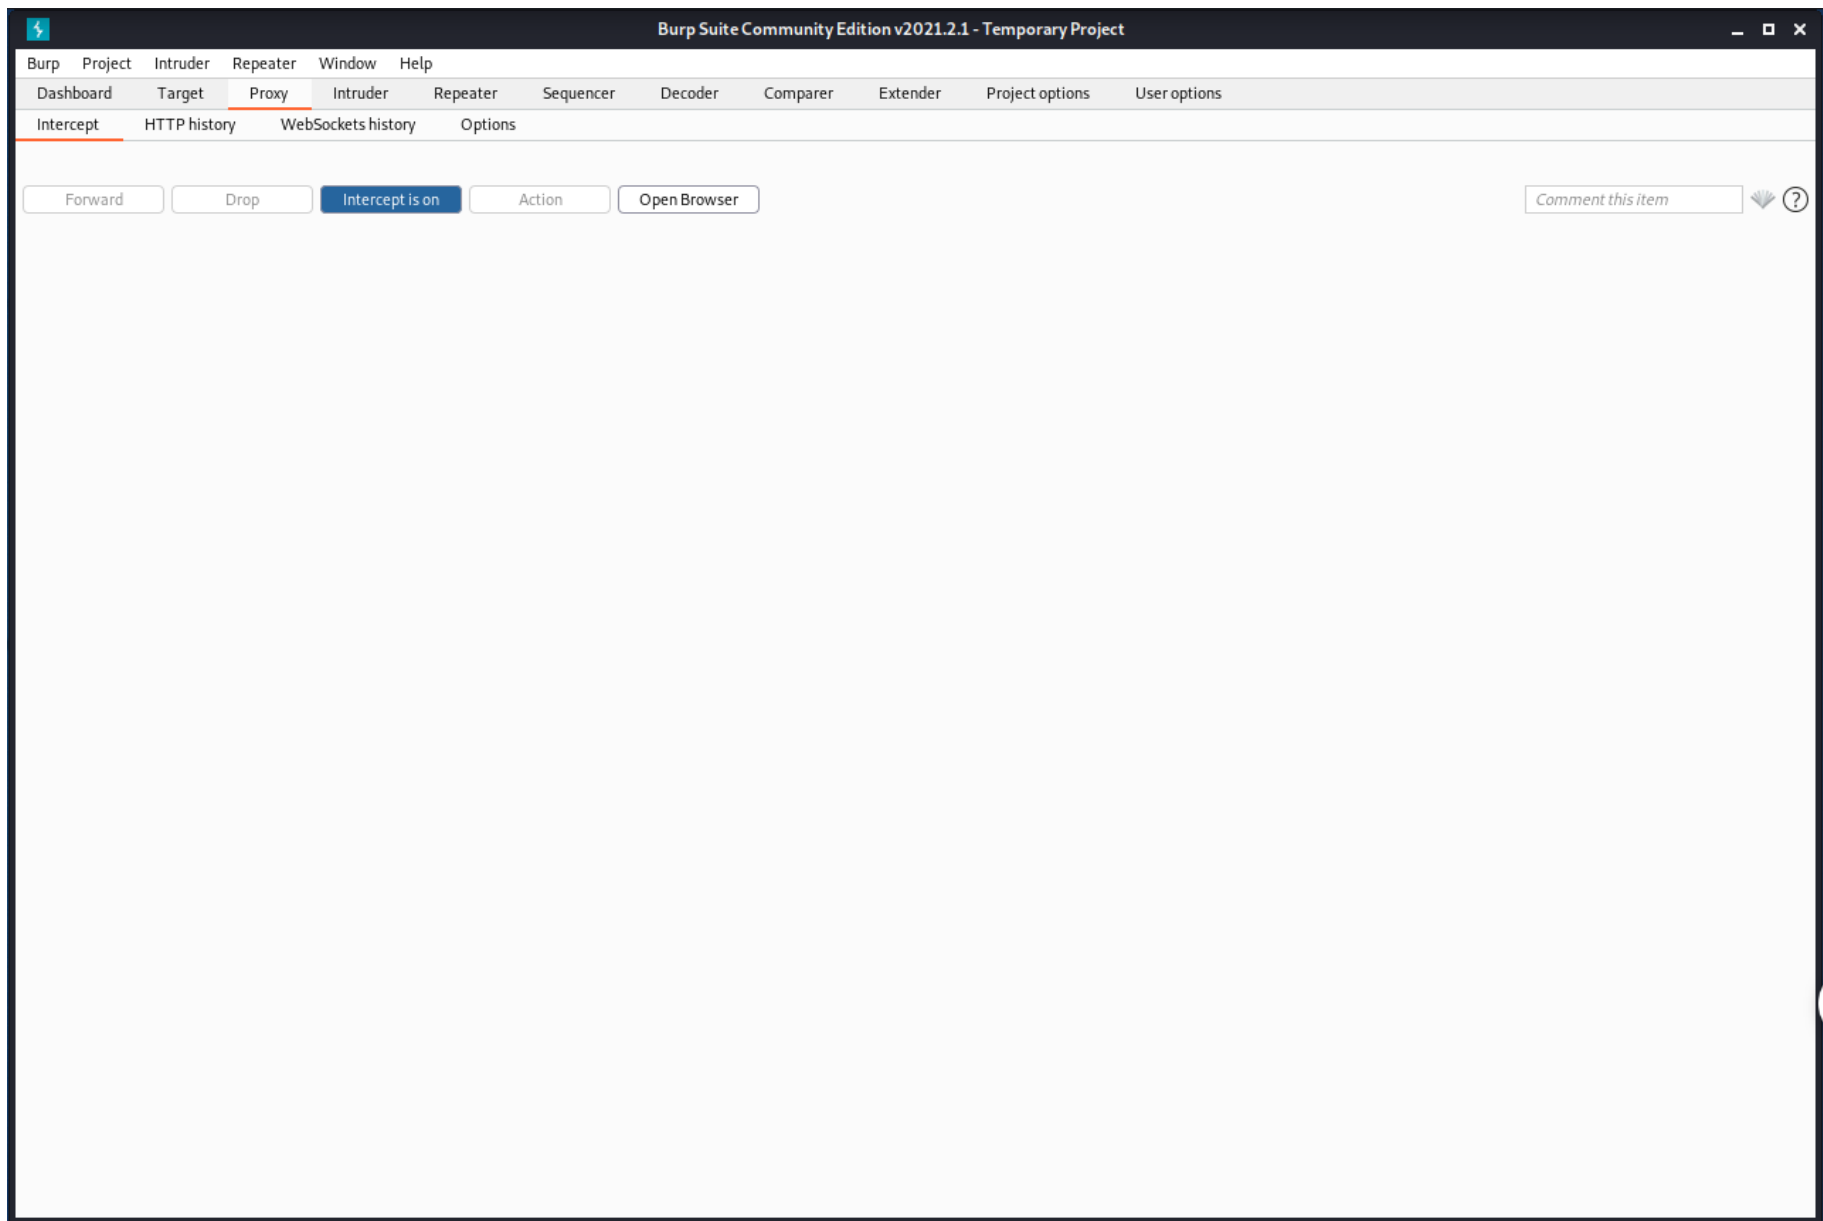 Burp Suite Community Edition v2021.2.1 - Temporary Project
Burp Project Intruder Repeater Window Help
Dashboard Target Proxy Intruder Repeater Sequencer Decoder Comparer Extender Project options User options
Intercept HTTP history WebSockets history Options
Forward Drop Intercept is on Action Open Browser Comment this item ?